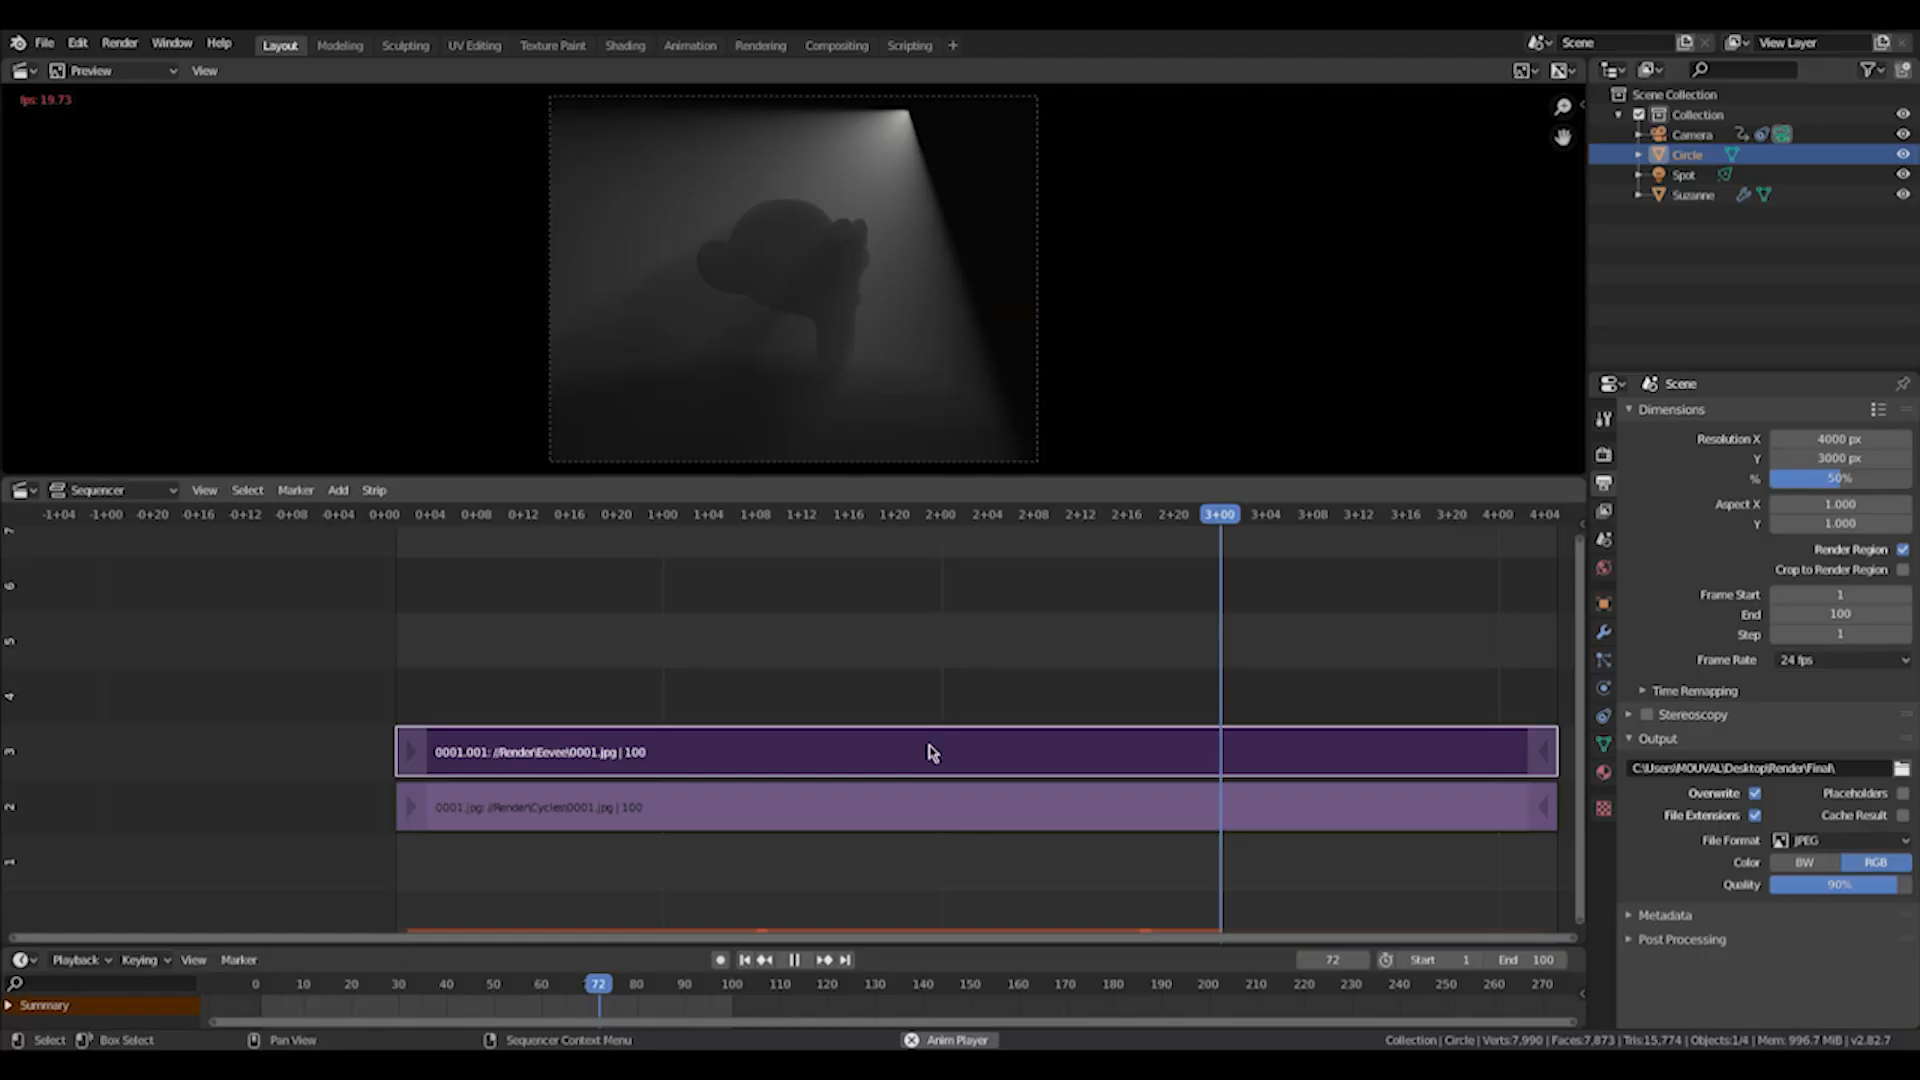 File Edit Render Window Help Layout Modeling Sculpting UV Editing Texture Paint Shading Animation Rendering Compositing Scripting + Scene View Layer
Preview View
fps: 19.73
Scene Collection
Collection
Camera
Circle
Spot
Suzanne
Scene
Dimensions
Resolution X 4000 px
Y 3000 px
% 50%
Aspect X 1.000
Y 1.000
Render Region
Crop to Render Region
Frame Start 1
End 100
Step 1
Frame Rate 24 fps
Time Remapping
Stereoscopy
Output
C:\Users\MOUVAL\Desktop\Render\Final\
Overwrite Placeholders
File Extensions Cache Result
File Format JPEG
Color BW RGB
Quality 90%
Metadata
Post Processing
Sequencer View Select Marker Add Strip
-1+04 -1+00 -0+20 -0+16 -0+12 -0+08 -0+04 0+00 0+04 0+08 0+12 0+16 0+20 1+00 1+04 1+08 1+12 1+16 1+20 2+00 2+04 2+08 2+12 2+16 2+20 3+00 3+04 3+08 3+12 3+16 3+20 4+00 4+04
7
6
5
4
3
0001.001: //Render\Eevee\0001.jpg | 100
2
0001.jpg: //Render\Cycles\0001.jpg | 100
1
Playback Keying View Marker 72 Start 1 End 100
0 10 20 30 40 50 60 72 80 90 100 110 120 130 140 150 160 170 180 190 200 210 220 230 240 250 260 270
Summary
Select Box Select Pan View Sequencer Context Menu Anim Player Collection | Circle | Verts:7,990 | Faces:7,873 | Tris:15,774 | Objects:1/4 | Mem: 996.7 MiB | v2.82.7